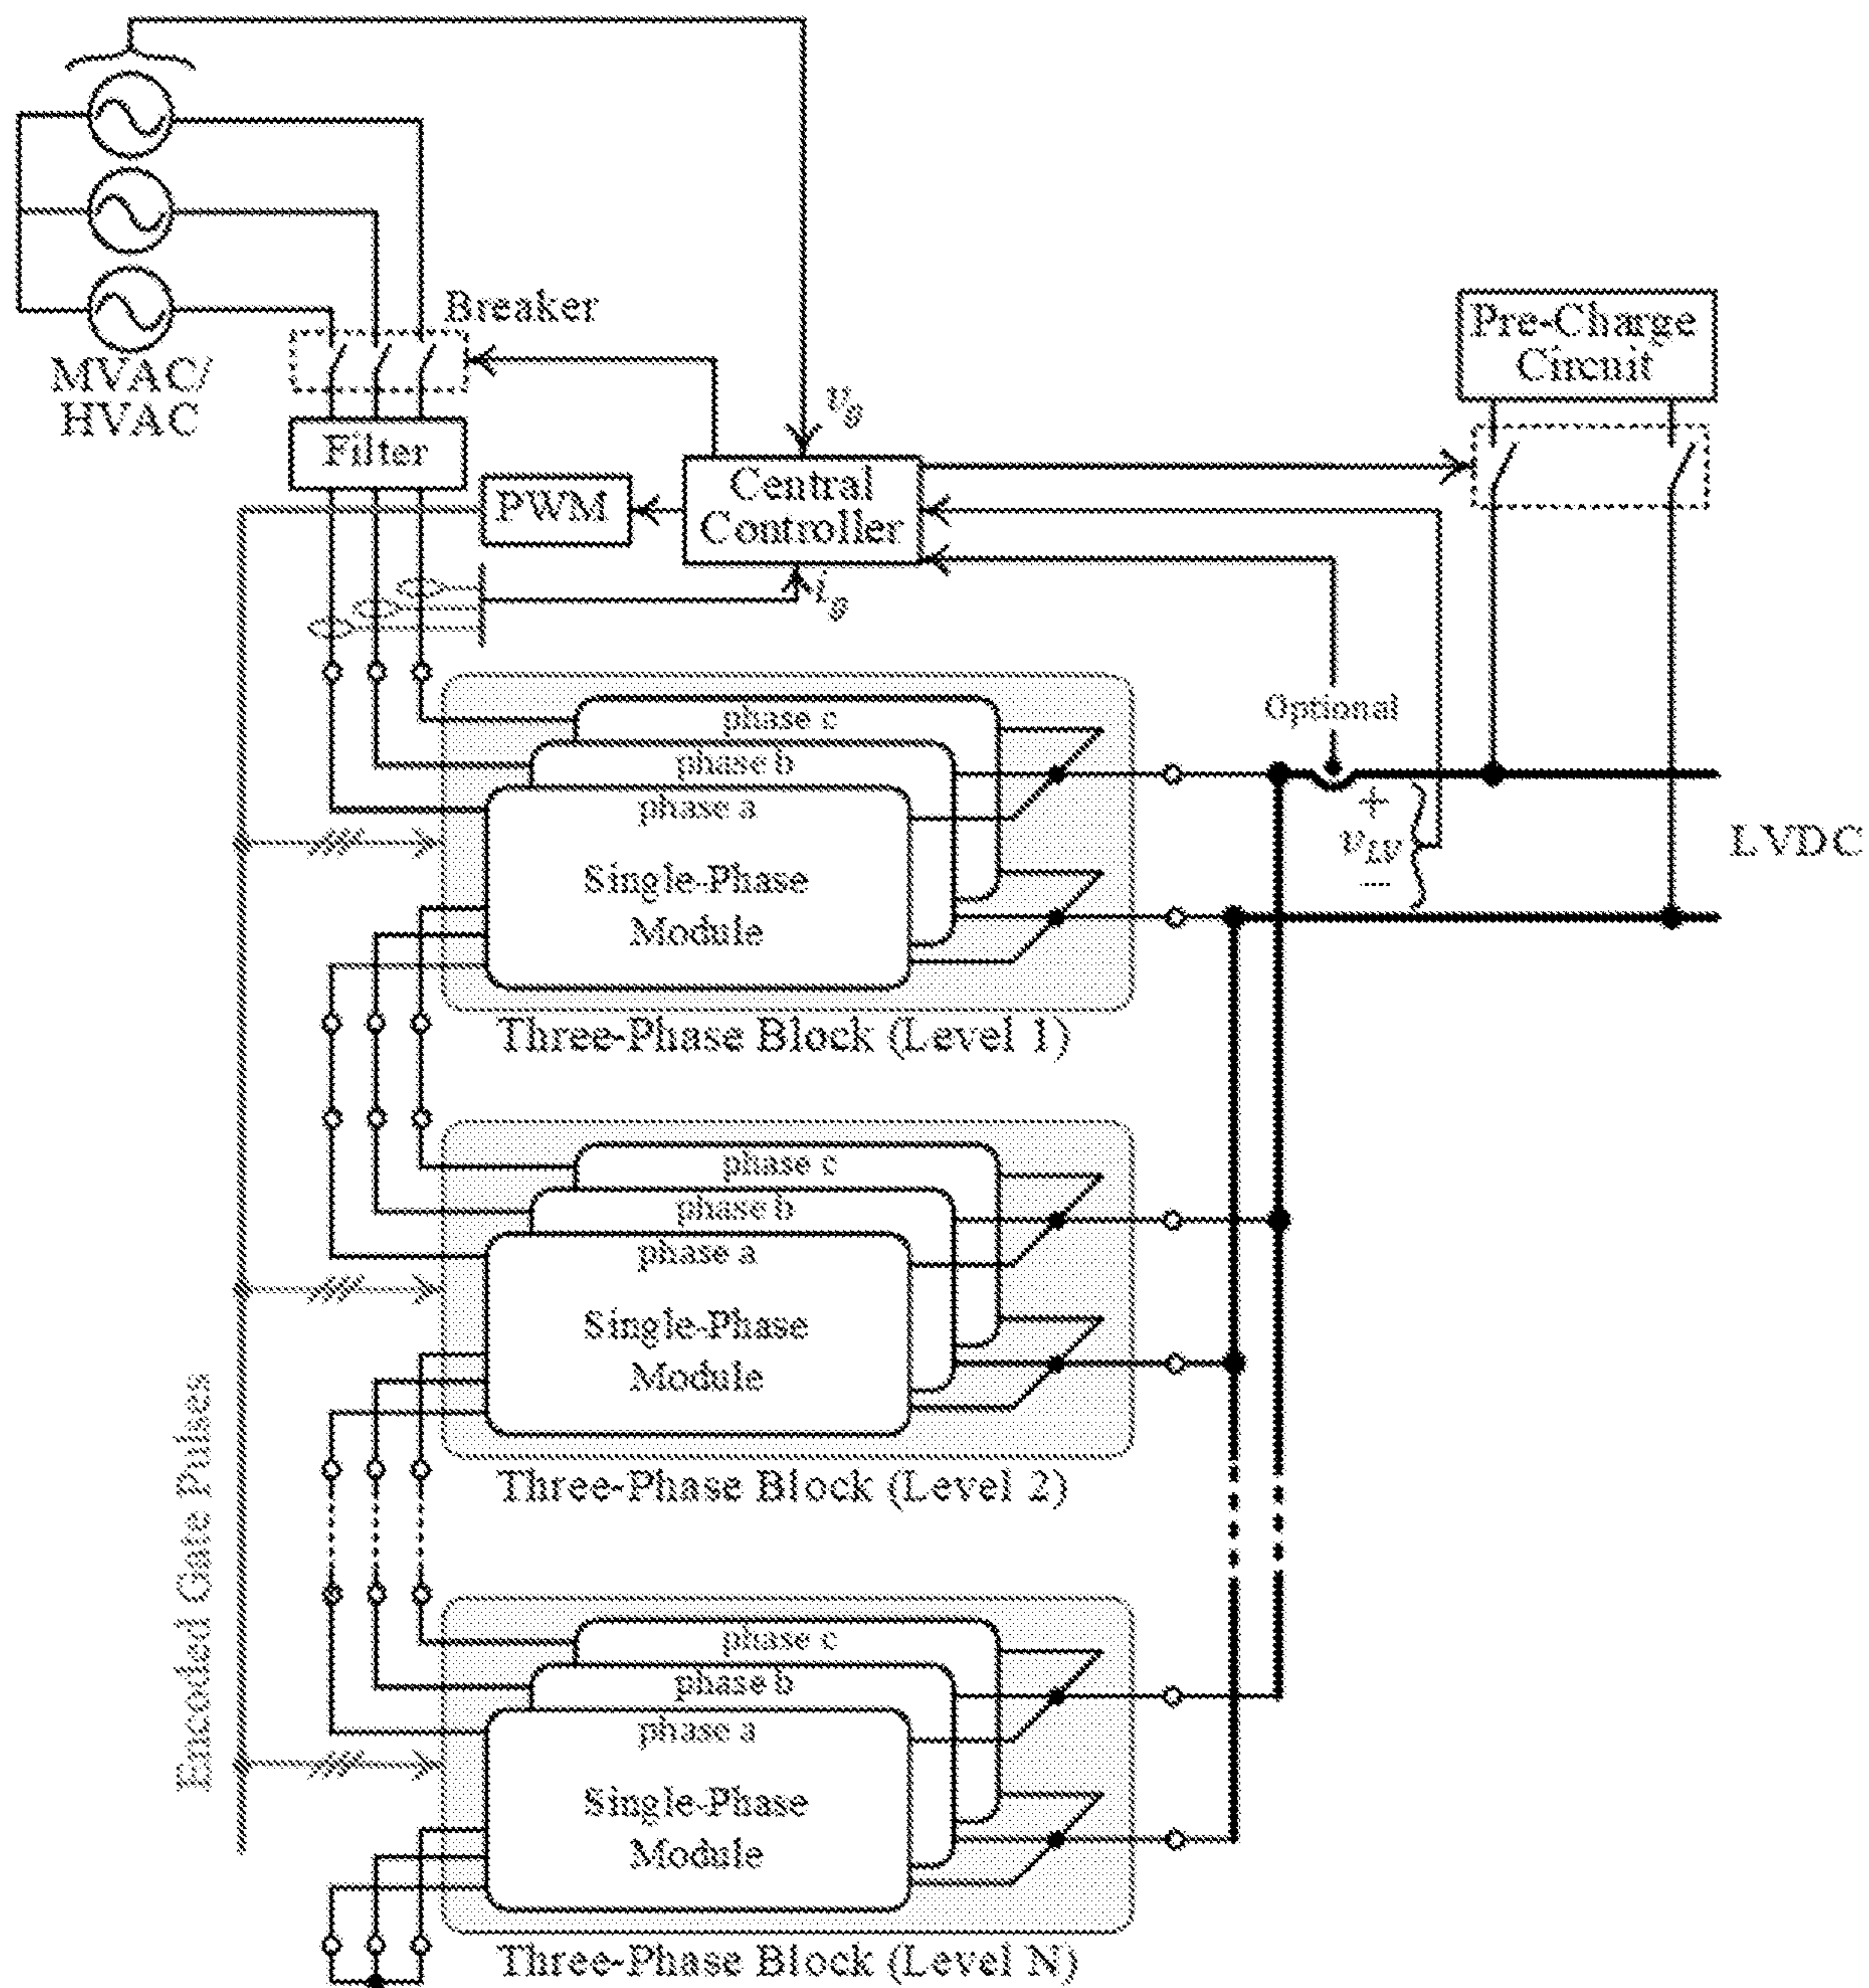 MVAC/
HVAC
Breaker
Filter
PWM
Central
Controller
v_g
i_g
Pre-Charge
Circuit
Optional
+
v_LV
-
LVDC
phase c
phase b
phase a
Single-Phase
Module
Three-Phase Block (Level 1)
phase c
phase b
phase a
Single-Phase
Module
Three-Phase Block (Level 2)
Encoded Gate Pulses
phase c
phase b
phase a
Single-Phase
Module
Three-Phase Block (Level N)